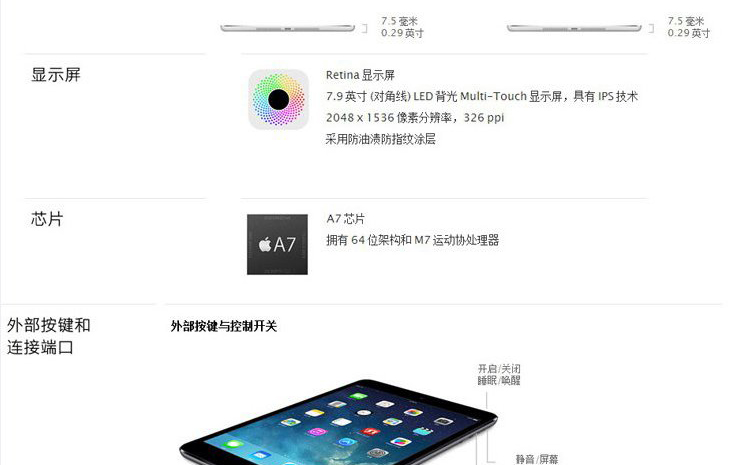 7.5 毫米
0.29 英寸
7.5 毫米
0.29 英寸
显示屏
Retina 显示屏
7.9 英寸 (对角线) LED 背光 Multi-Touch 显示屏，具有 IPS 技术
2048 x 1536 像素分辨率，326 ppi
采用防油渍防指纹涂层
芯片
A7
A7 芯片
拥有 64 位架构和 M7 运动协处理器
外部按键和
连接端口
外部按键与控制开关
开启/关闭
睡眠/唤醒
静音/屏幕